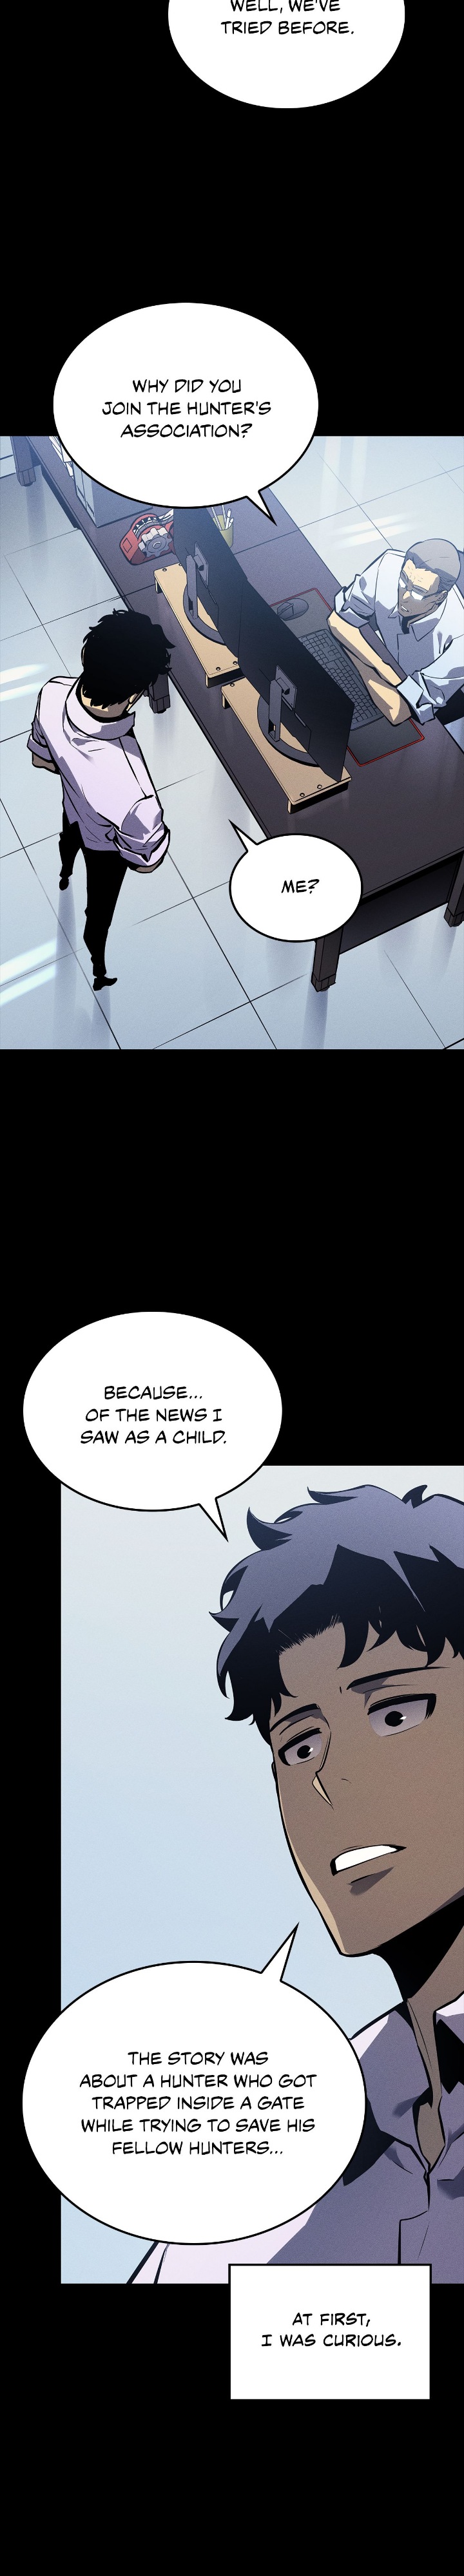 WELL, WE'VE
TRIED BEFORE.
WHY DID YOU
JOIN THE HUNTER'S
ASSOCIATION?
ME?
BECAUSE...
OF THE NEWS I
SAW AS A CHILD.
THE STORY WAS
ABOUT A HUNTER WHO GOT
TRAPPED INSIDE A GATE
WHILE TRYING TO SAVE HIS
FELLOW HUNTERS...
AT FIRST,
I WAS CURIOUS.